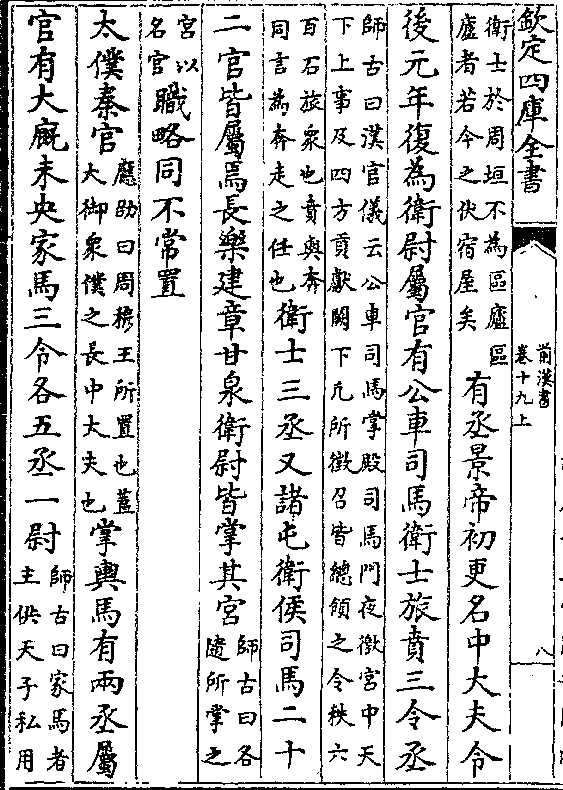 欽定四庫全書
前漢書
卷十九上
八
衛士於周垣不為區廬區
廬者若今之仗宿屋矣
有丞景帝初更名中大夫令
後元年復為衛尉屬官有公車司馬衛士旅賁三令丞
師古曰漢官儀云公車司馬掌殿司馬門夜徼宮中天
下上事及四方貢獻闕下凡所徵召皆總領之令秩六
百石旅衆也賁與奔
同言為奔走之任也
衛士三丞又諸屯衛侯司馬二十
二官皆屬焉長樂建章甘泉衛尉皆掌其宮
師古曰各
隨所掌之
宮以
名官
職略同不常置
太僕秦官
應劭曰周穆王所置也蓋
大御衆僕之長中大夫也
掌輿馬有兩丞屬
官有大廐未央家馬三令各五丞一尉
師古曰家馬者
主供天子私用